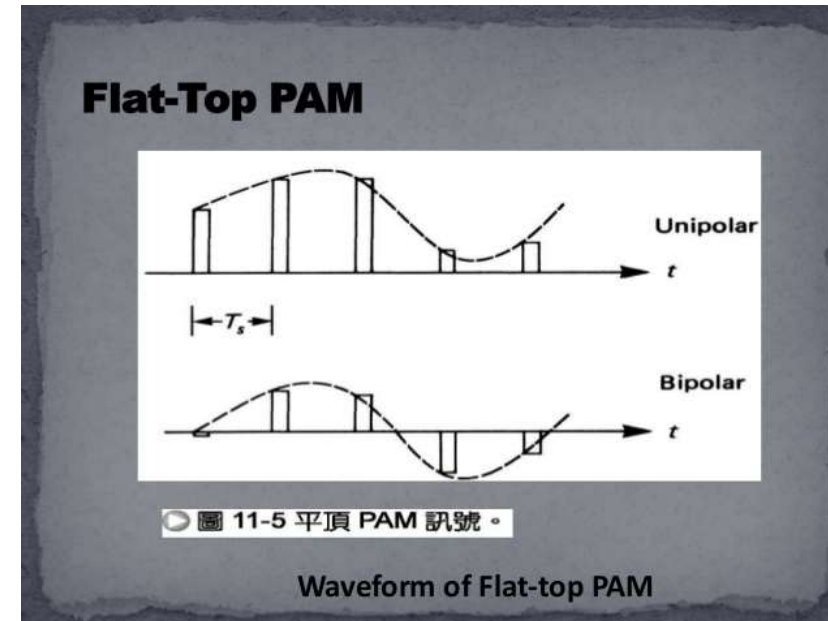 Flat-Top PAM
Unipolar
t
Tₛ
Bipolar
t
圖 11-5 平頂 PAM 訊號。
Waveform of Flat-top PAM